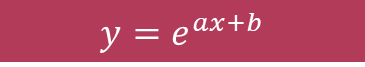 y = e^{ax+b}